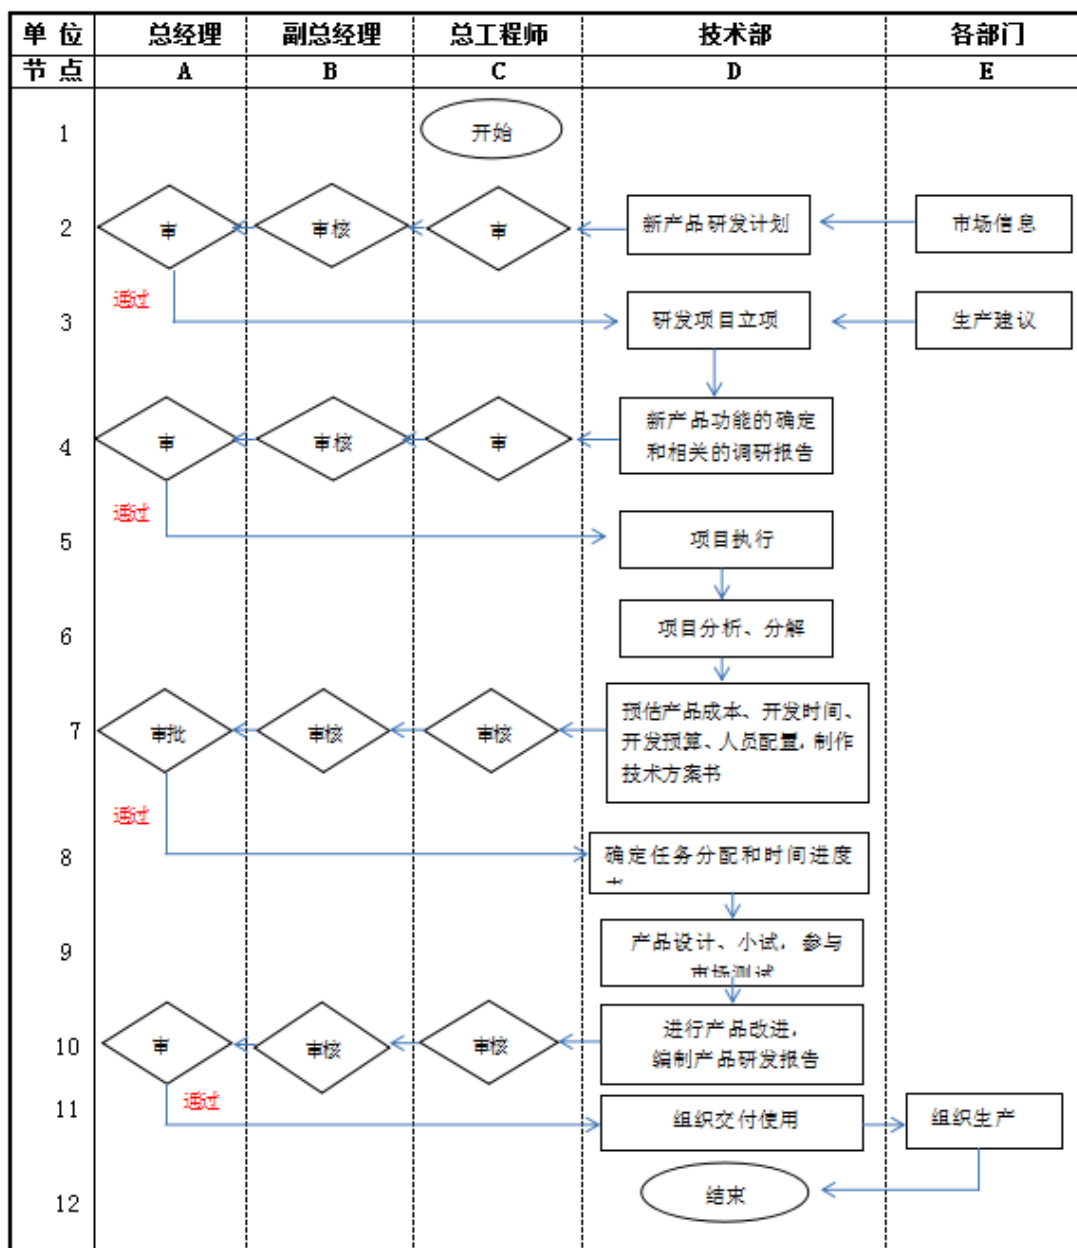 单 位 总经理 副总经理 总工程师 技术部 各部门
节 点 A B C D E
1 开始
2 审 审核 审 新产品研发计划 市场信息
通过
3 研发项目立项 生产建议
新产品功能的确定
4 审 审核 审
和相关的调研报告
通过
5 项目执行
6 项目分析、分解
预估产品成本、开发时间、
7 审批 审核 审核 开发预算、人员配置，制作
技术方案书
通过
8 确定任务分配和时间进度
9 产品设计、小试，参与
市场测试
进行产品改进，
10 审 审核 审核
编制产品研发报告
通过
11 组织交付使用 组织生产
12 结束